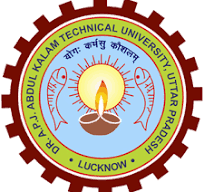 DR. A.P.J. ABDUL KALAM TECHNICAL UNIVERSITY, UTTAR PRADESH
योगः कर्मसु कौशलम्
• LUCKNOW •